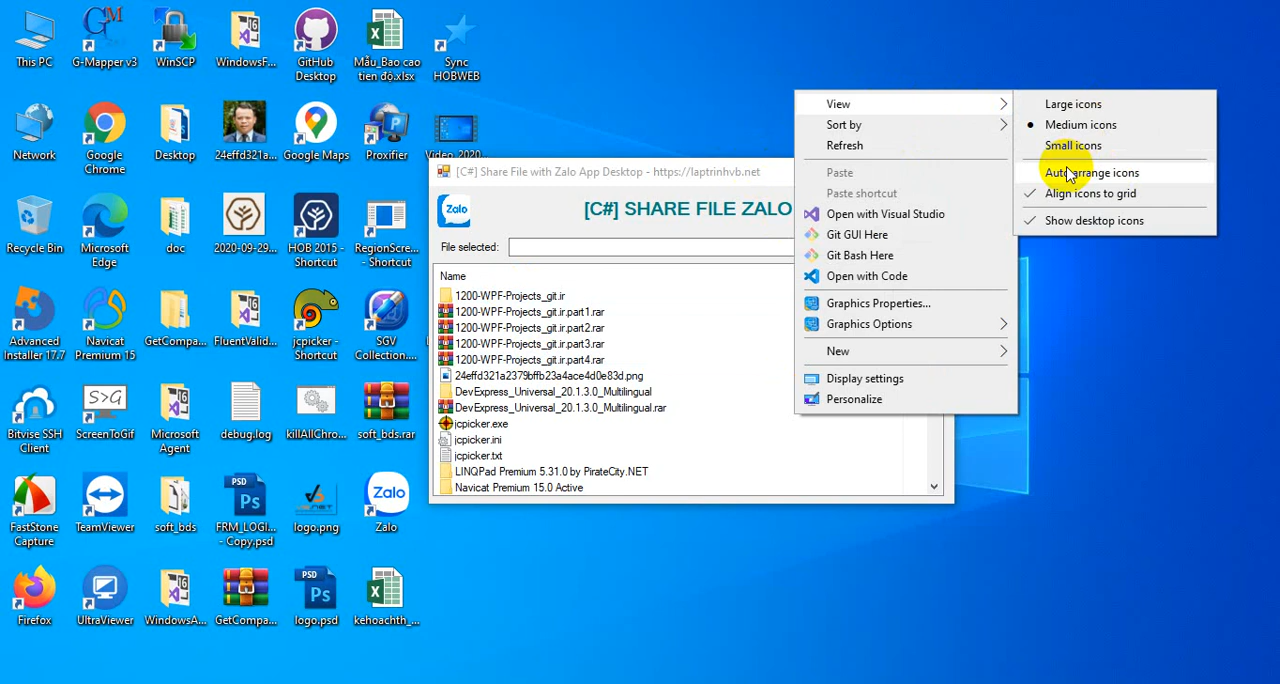 This PC
G-Mapper v3
WinSCP
WindowsF...
GitHub
Desktop
Mẫu_Bao cao
tien độ.xlsx
Sync
HOBWEB
Network
Google
Chrome
Desktop
24effd321a...
Google Maps
Proxifier
Video_2020...
Recycle Bin
Microsoft
Edge
doc
2020-09-29...
HOB 2015 -
Shortcut
RegionScre...
- Shortcut
Advanced
Installer 17.7
Navicat
Premium 15
GetCompa...
FluentValid...
jcpicker -
Shortcut
SGV
Collection....
Bitvise SSH
Client
S>G
ScreenToGif
Microsoft
Agent
debug.log
killAllChro...
soft_bds.rar
FastStone
Capture
TeamViewer
soft_bds
PSD
Ps
FRM_LOGI...
- Copy.psd
logo.png
Zalo
Zalo
Firefox
UltraViewer
WindowsA...
GetCompa...
PSD
Ps
logo.psd
kehoachth_...
[C#] Share File with Zalo App Desktop - https://laptrinhvb.net
Zalo
[C#] SHARE FILE ZALO
File selected:
Name
1200-WPF-Projects_git.ir
1200-WPF-Projects_git.ir.part1.rar
1200-WPF-Projects_git.ir.part2.rar
1200-WPF-Projects_git.ir.part3.rar
1200-WPF-Projects_git.ir.part4.rar
24effd321a2379bffb23a4ace4d0e83d.png
DevExpress_Universal_20.1.3.0_Multilingual
DevExpress_Universal_20.1.3.0_Multilingual.rar
jcpicker.exe
jcpicker.ini
jcpicker.txt
LINQPad Premium 5.31.0 by PirateCity.NET
Navicat Premium 15.0 Active
View
Sort by
Refresh
Paste
Paste shortcut
Open with Visual Studio
Git GUI Here
Git Bash Here
Open with Code
Graphics Properties...
Graphics Options
New
Display settings
Personalize
Large icons
Medium icons
Small icons
Auto arrange icons
Align icons to grid
Show desktop icons